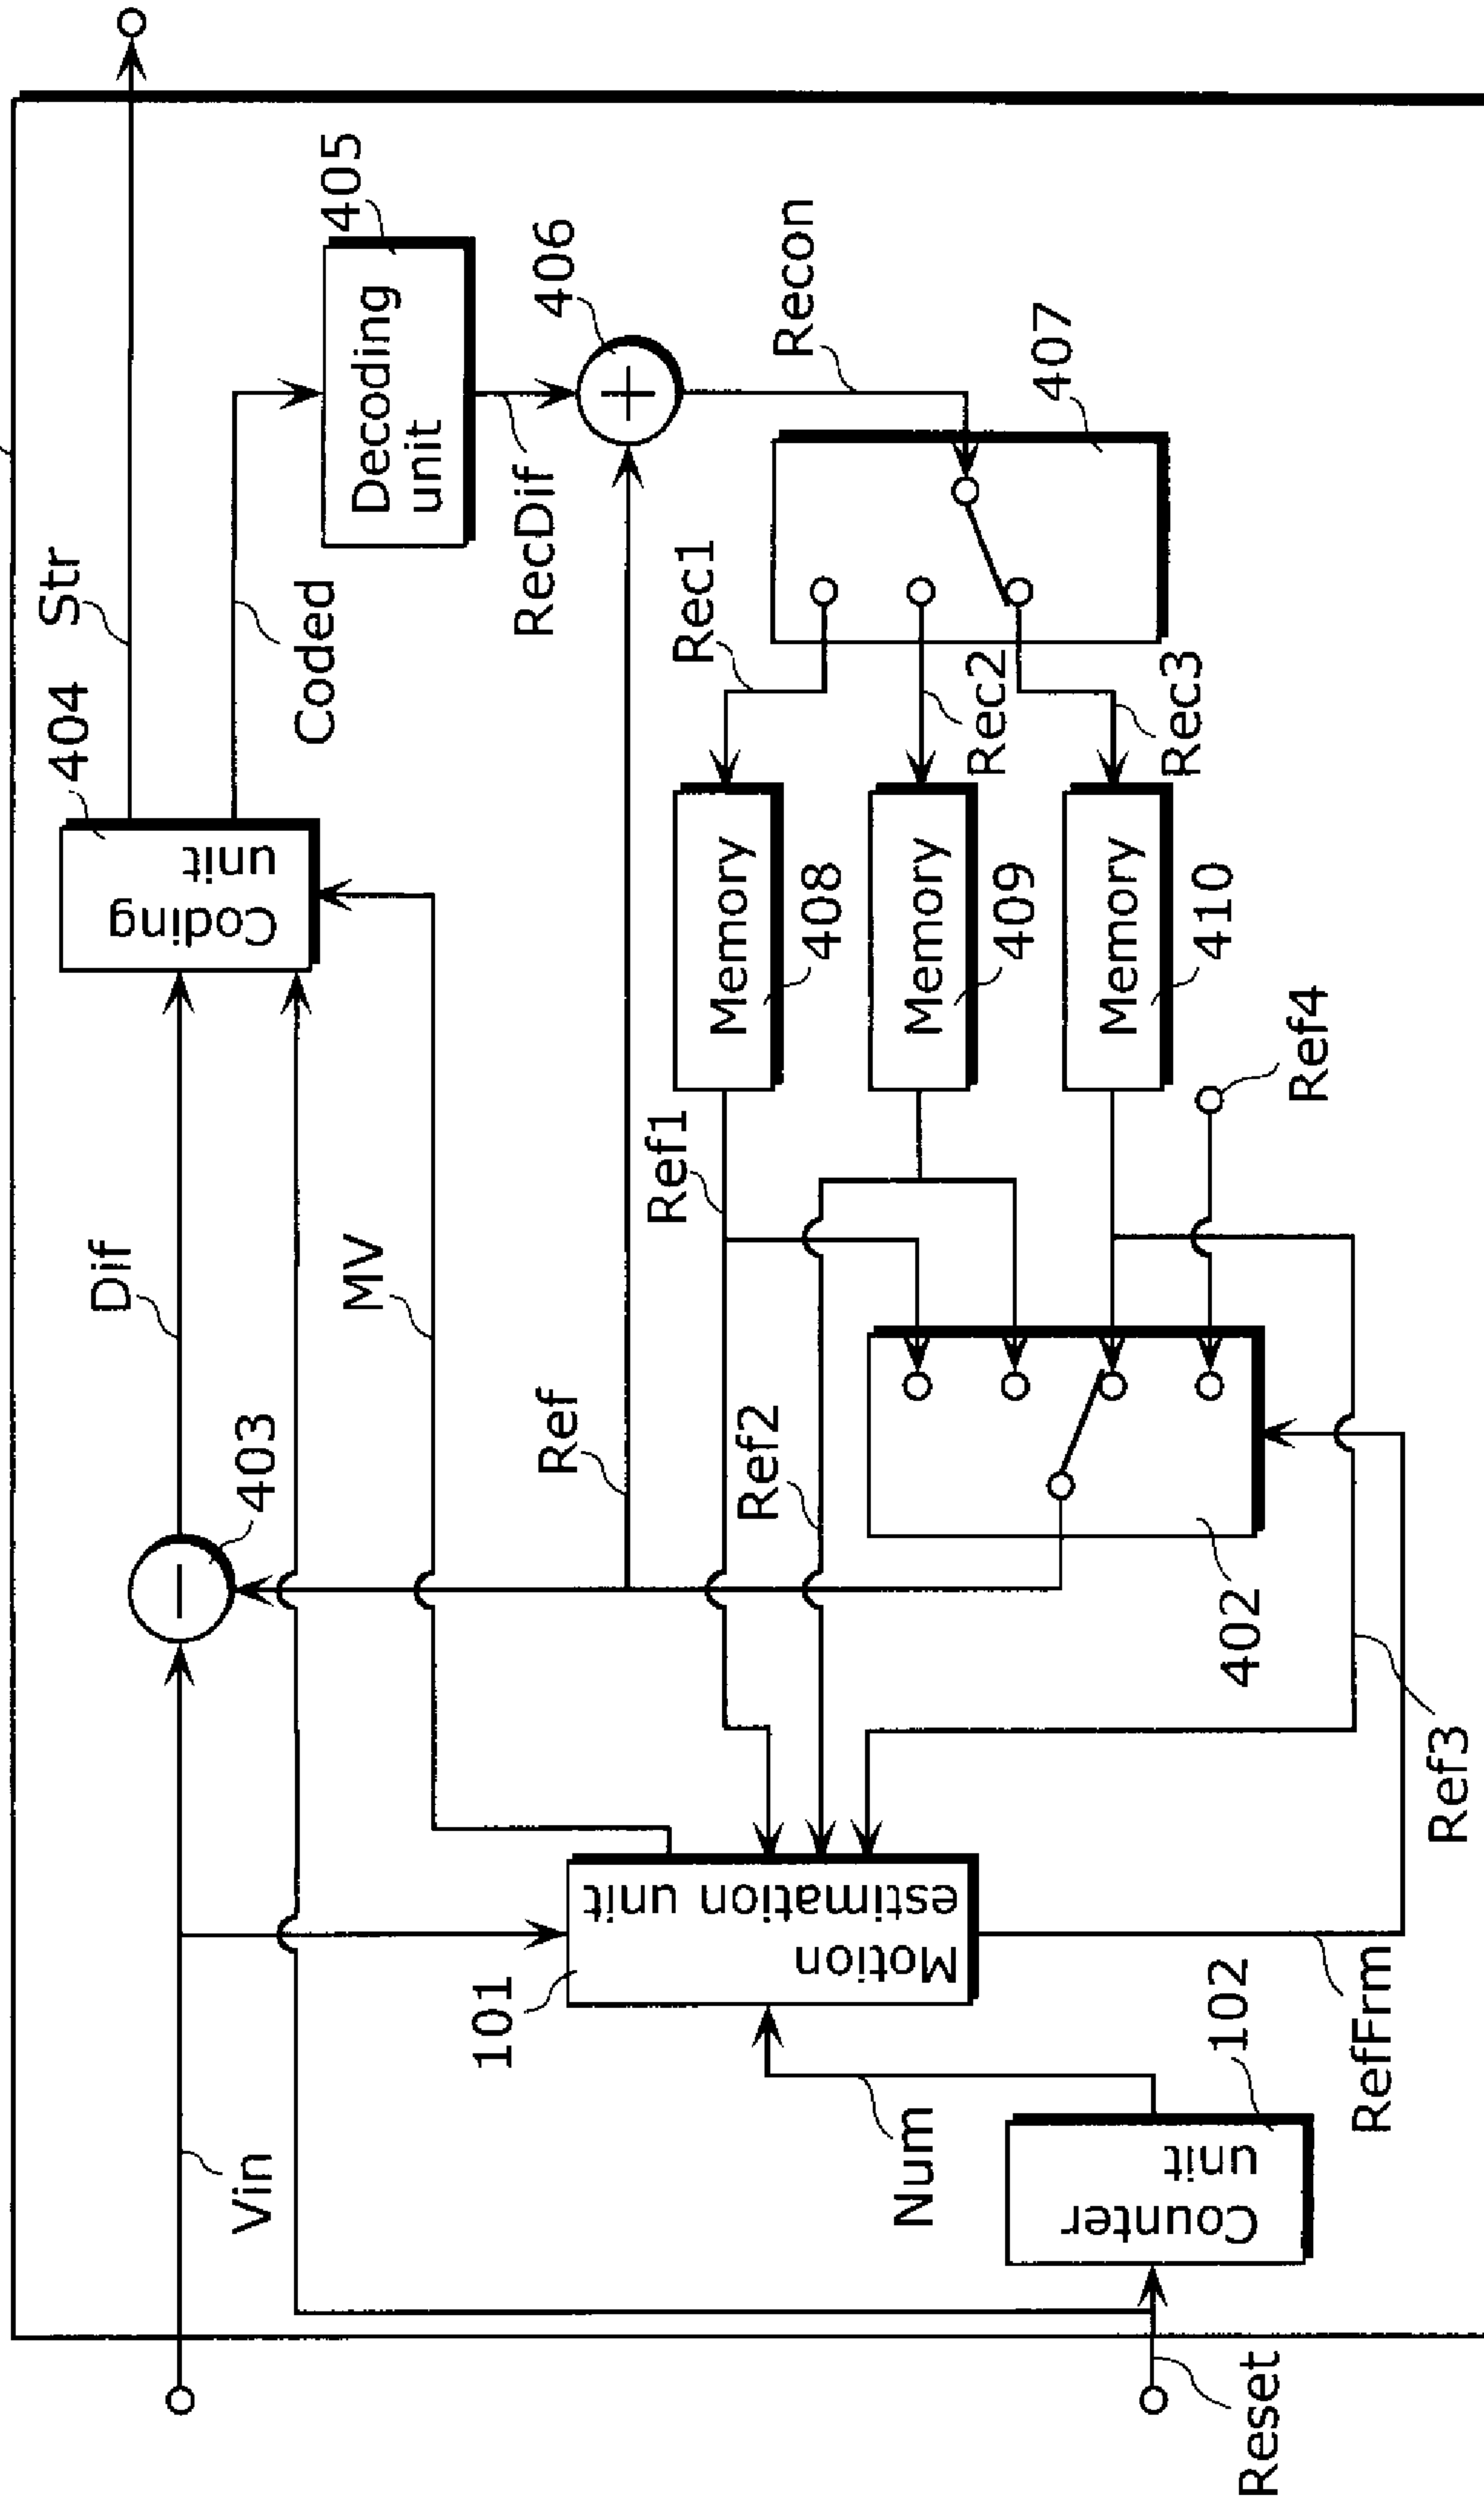 Str
404
Coding
unit
Coded
405
Decoding
unit
Dif
403
MV
RecDif
406
Vin
Ref
Recon
Rec1
407
Memory
408
Ref1
101
Motion
estimation unit
Ref2
Rec2
Memory
409
Num
Rec3
Memory
410
402
Ref4
Counter
unit
102
Reset
RefFrm
Ref3